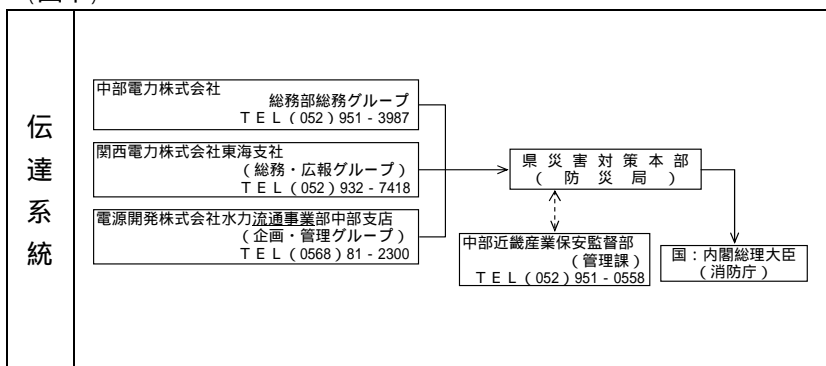 伝達系統
中部電力株式会社
総務部総務グループ
ＴＥＬ（052）951‐3987
関西電力株式会社東海支社
（総務・広報グループ）
ＴＥＬ（052）932‐7418
電源開発株式会社水力流通事業部中部支店
（企画・管理グループ）
ＴＥＬ（0568）81‐2300
県災害対策本部
（防災局）
中部近畿産業保安監督部
（管理課）
ＴＥＬ（052）951‐0558
国：内閣総理大臣
（消防庁）